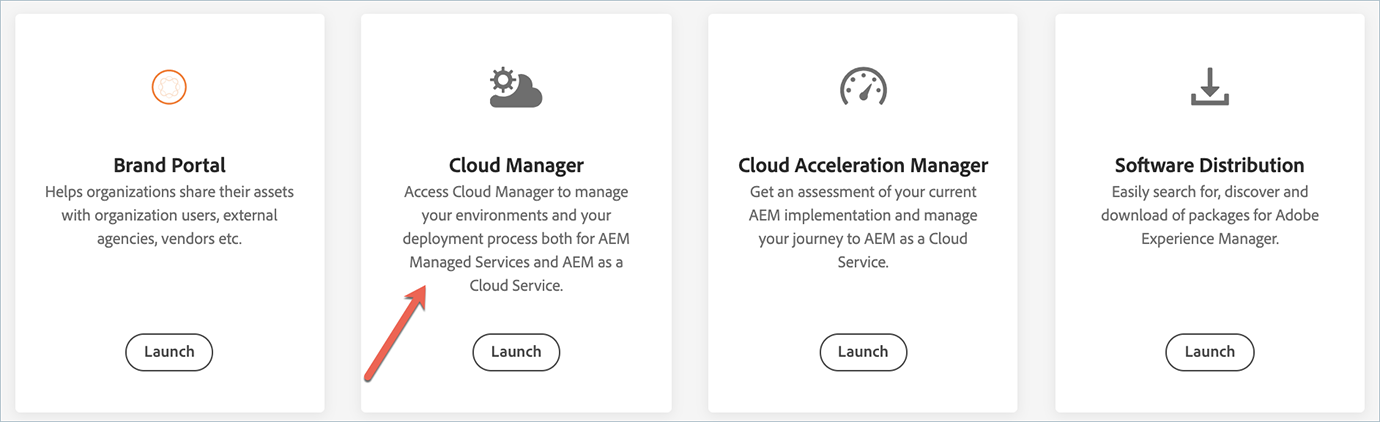 Brand Portal
Helps organizations share their assets
with organization users, external
agencies, vendors etc.
Launch
Cloud Manager
Access Cloud Manager to manage
your environments and your
deployment process both for AEM
Managed Services and AEM as a
Cloud Service.
Launch
Cloud Acceleration Manager
Get an assessment of your current
AEM implementation and manage
your journey to AEM as a Cloud
Service.
Launch
Software Distribution
Easily search for, discover and
download of packages for Adobe
Experience Manager.
Launch